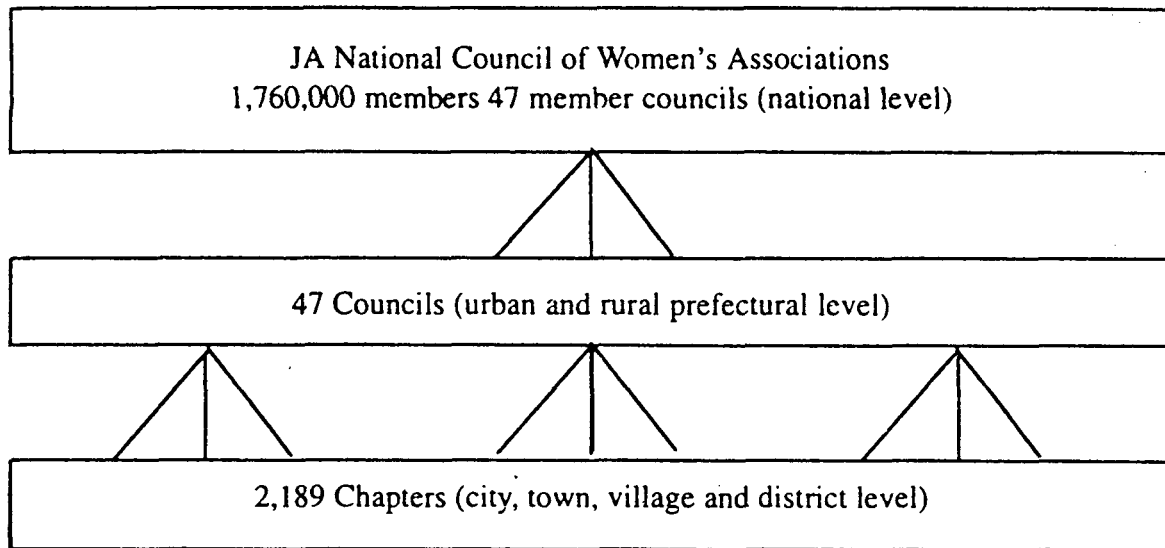 JA National Council of Women's Associations
1,760,000 members 47 member councils (national level)
47 Councils (urban and rural prefectural level)
2,189 Chapters (city, town, village and district level)